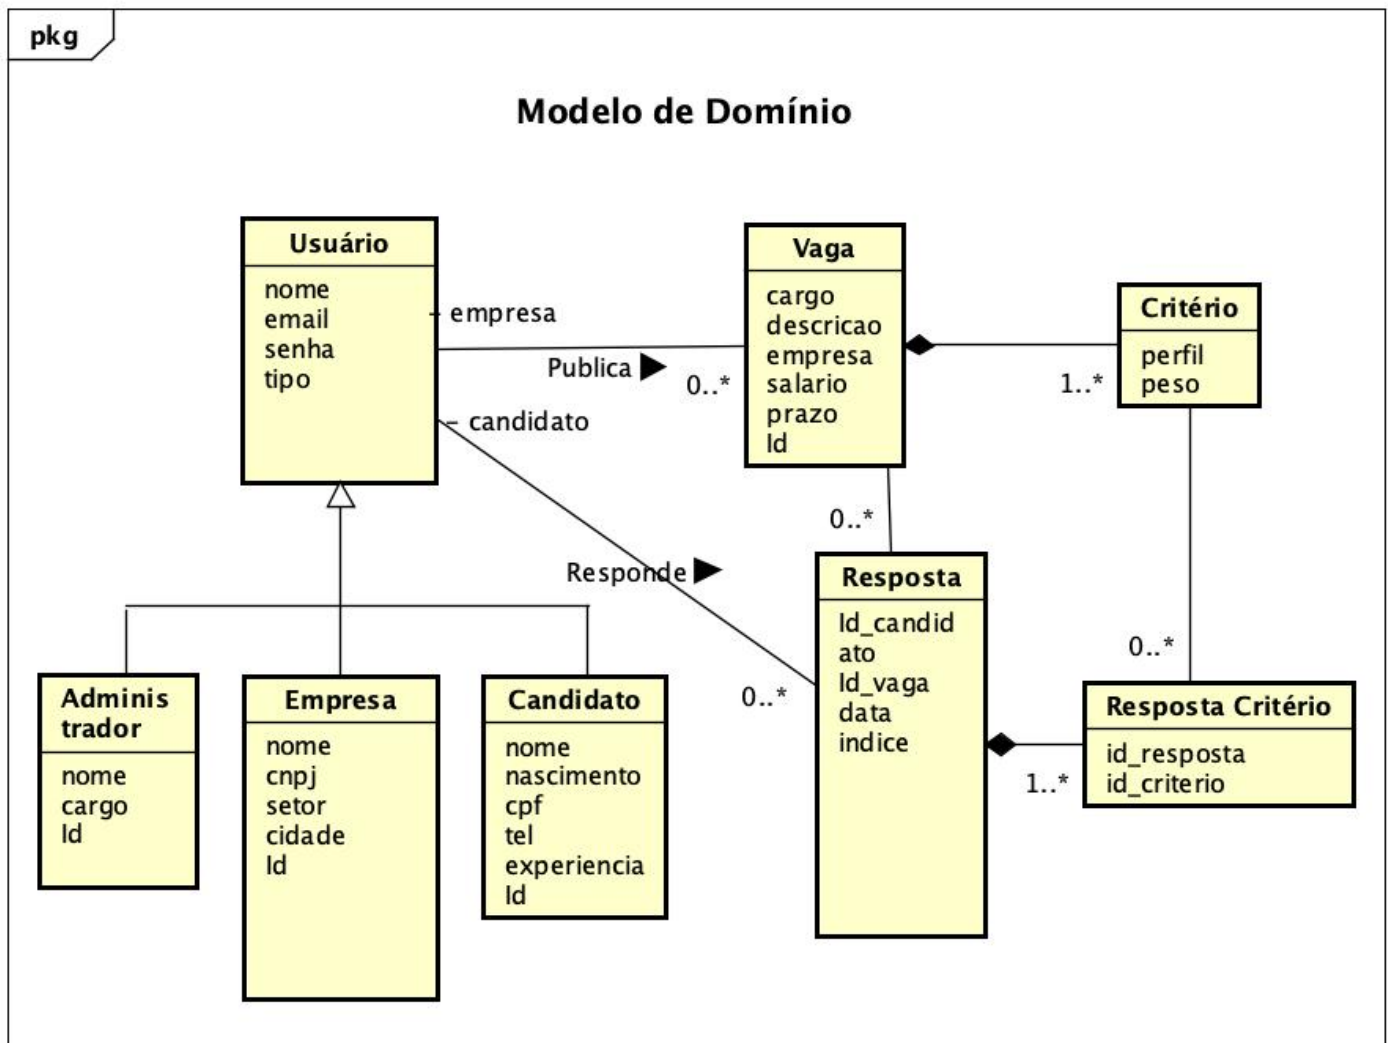 pkg
Modelo de Domínio
Usuário
nome
email
senha
tipo
- empresa
Publica
0..*
- candidato
Vaga
cargo
descricao
empresa
salario
prazo
Id
1..*
Critério
perfil
peso
0..*
Responde
0..*
Resposta
Id_candid
ato
Id_vaga
data
indice
0..*
1..*
Resposta Critério
id_resposta
id_criterio
Adminis
trador
nome
cargo
Id
Empresa
nome
cnpj
setor
cidade
Id
Candidato
nome
nascimento
cpf
tel
experiencia
Id